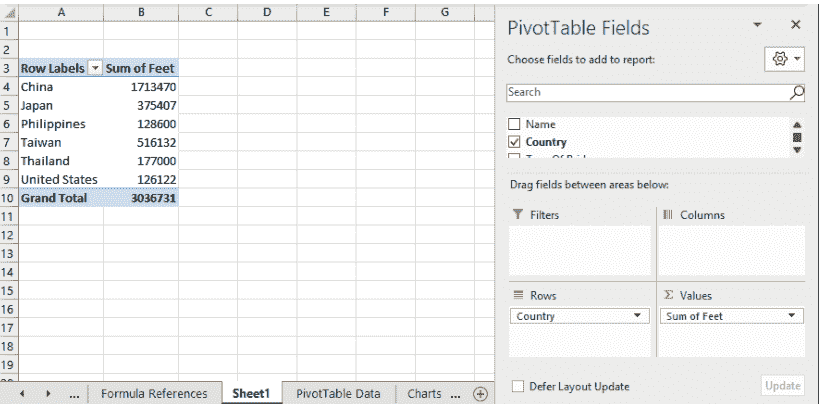 A B C D E F G
1
2
3 Row Labels Sum of Feet
4 China 1713470
5 Japan 375407
6 Philippines 128600
7 Taiwan 516132
8 Thailand 177000
9 United States 126122
10 Grand Total 3036731
11
12
13
14
15
16
17
18
19
... Formula References Sheet1 PivotTable Data Charts ...
PivotTable Fields
Choose fields to add to report:
Search
Name
Country
Drag fields between areas below:
Filters
Columns
Rows
Σ Values
Country
Sum of Feet
Defer Layout Update
Update